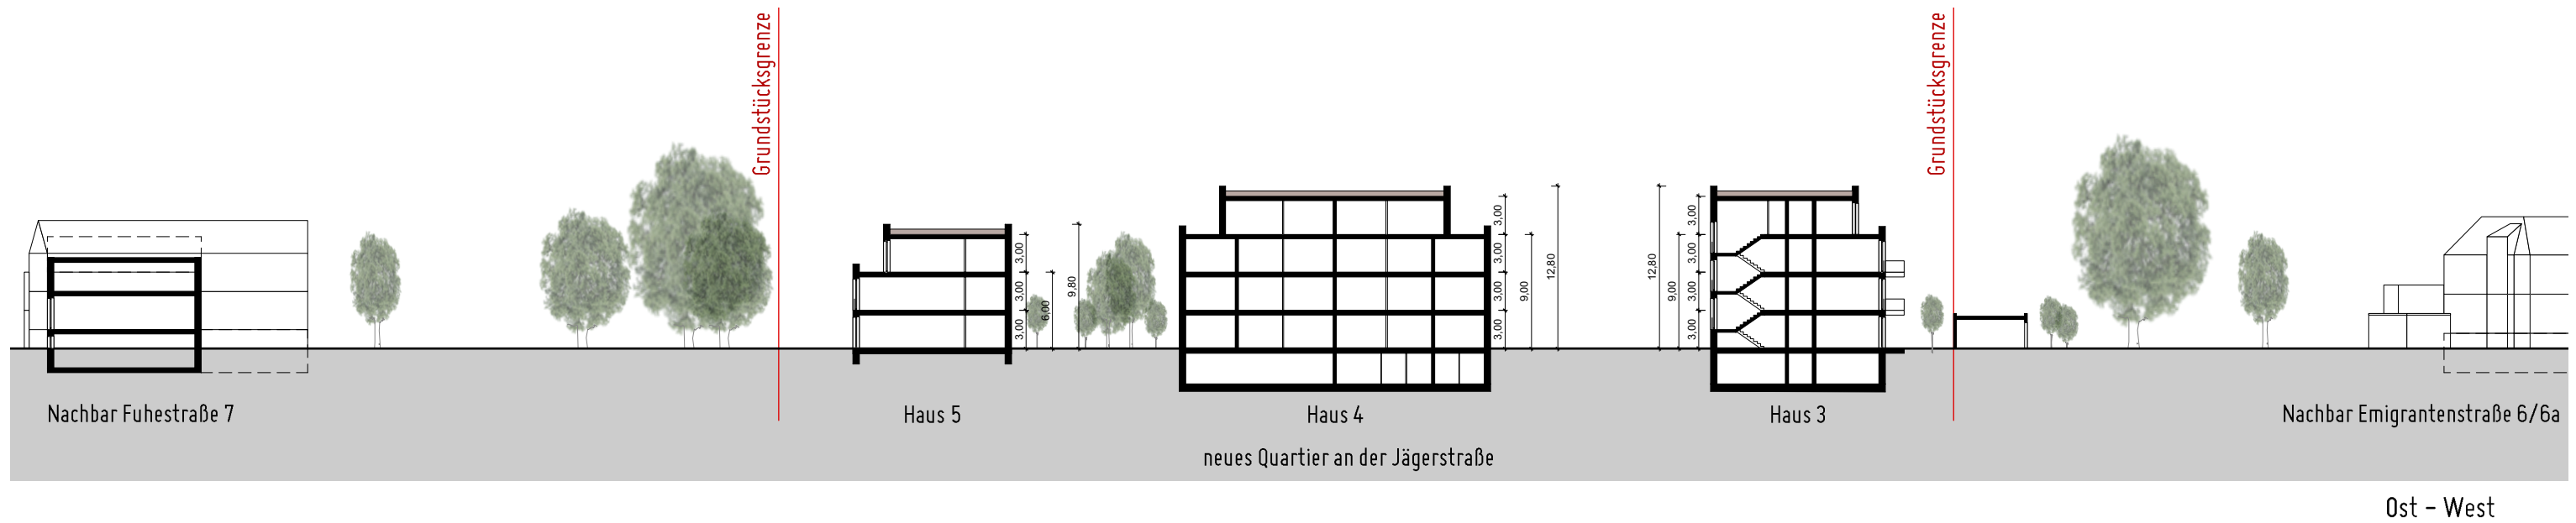 Grundstücksgrenze
Grundstücksgrenze
3,00
3,00
3,00
6,00
9,80
3,00
3,00
3,00
3,00
9,00
12,80
12,80
9,00
3,00
3,00
3,00
3,00
Nachbar Fuhestraße 7
Haus 5
Haus 4
Haus 3
Nachbar Emigrantenstraße 6/6a
neues Quartier an der Jägerstraße
Ost - West